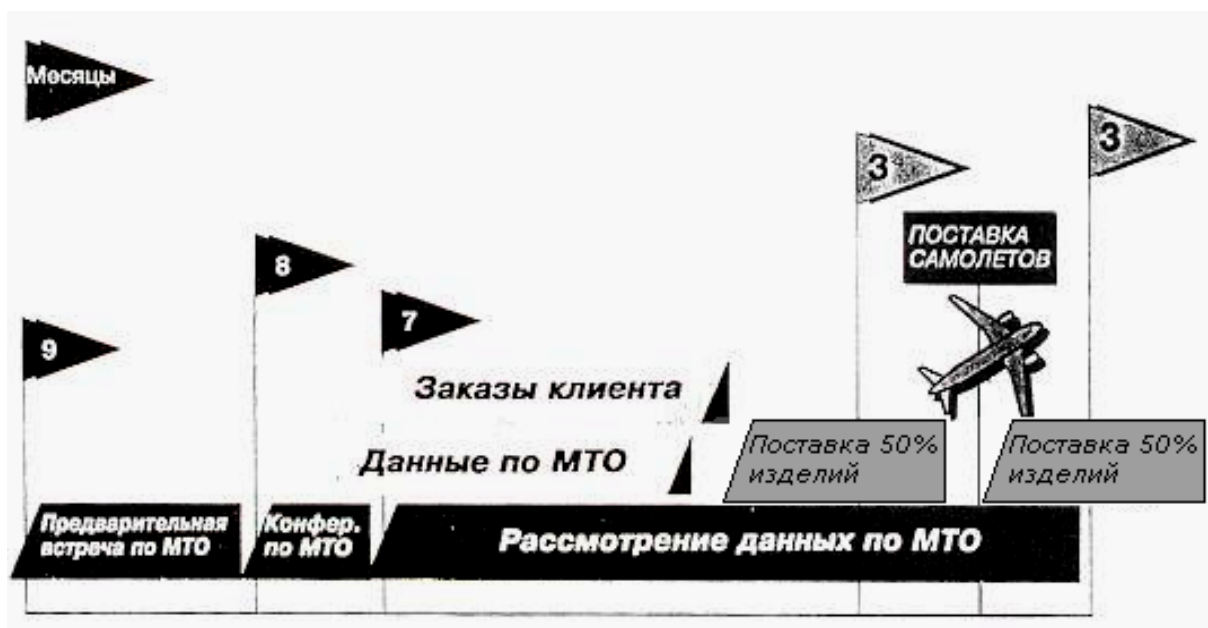 Месяцы
3
3
ПОСТАВКА
САМОЛЕТОВ
8
7
9
Заказы клиента
Данные по МТО
Поставка 50%
изделий
Поставка 50%
изделий
Предварительная
встреча по МТО
Конфер.
по МТО
Рассмотрение данных по МТО